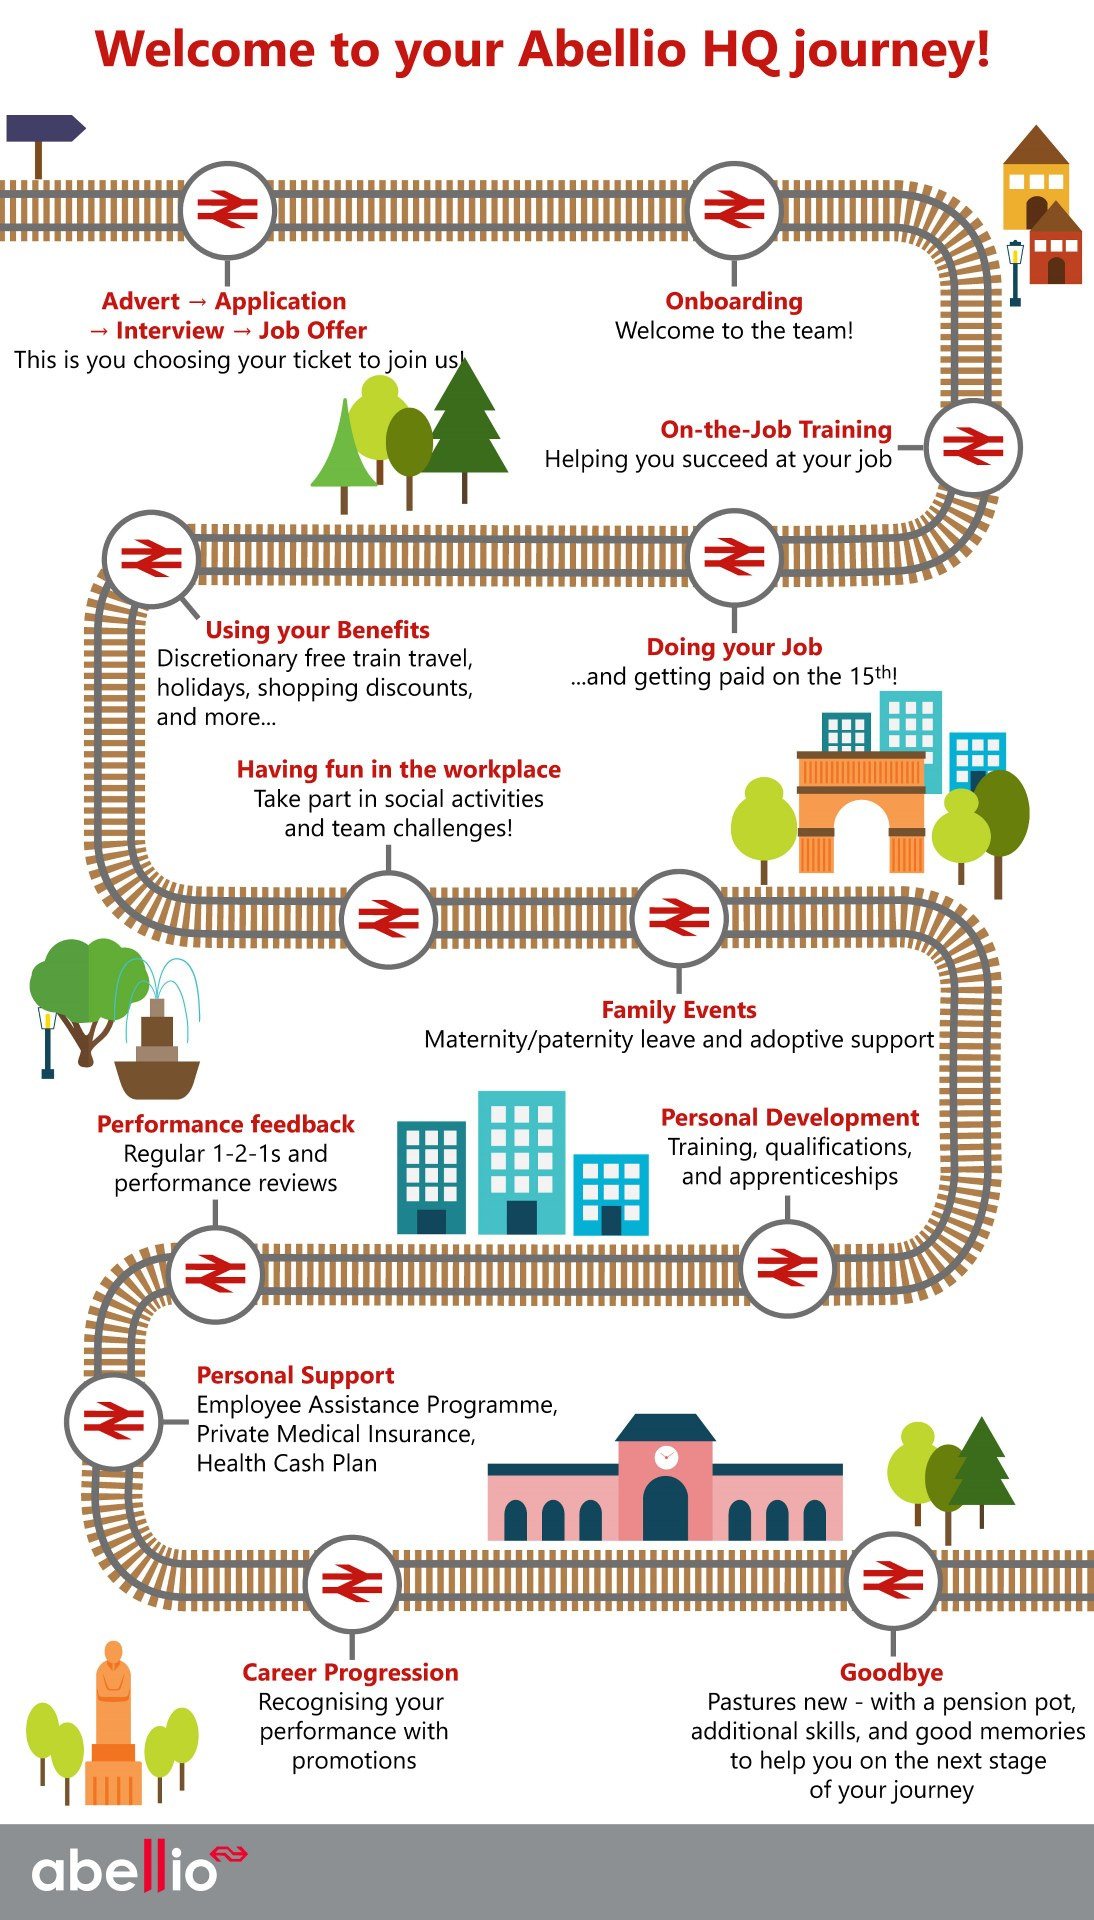 Welcome to your Abellio HQ journey!
Advert → Application
→ Interview → Job Offer
This is you choosing your ticket to join us!
Onboarding
Welcome to the team!
On-the-Job Training
Helping you succeed at your job
Doing your Job
...and getting paid on the 15th!
Using your Benefits
Discretionary free train travel,
holidays, shopping discounts,
and more...
Having fun in the workplace
Take part in social activities
and team challenges!
Family Events
Maternity/paternity leave and adoptive support
Personal Development
Training, qualifications,
and apprenticeships
Performance feedback
Regular 1-2-1s and
performance reviews
Personal Support
Employee Assistance Programme,
Private Medical Insurance,
Health Cash Plan
Career Progression
Recognising your
performance with
promotions
Goodbye
Pastures new - with a pension pot,
additional skills, and good memories
to help you on the next stage
of your journey
abellio